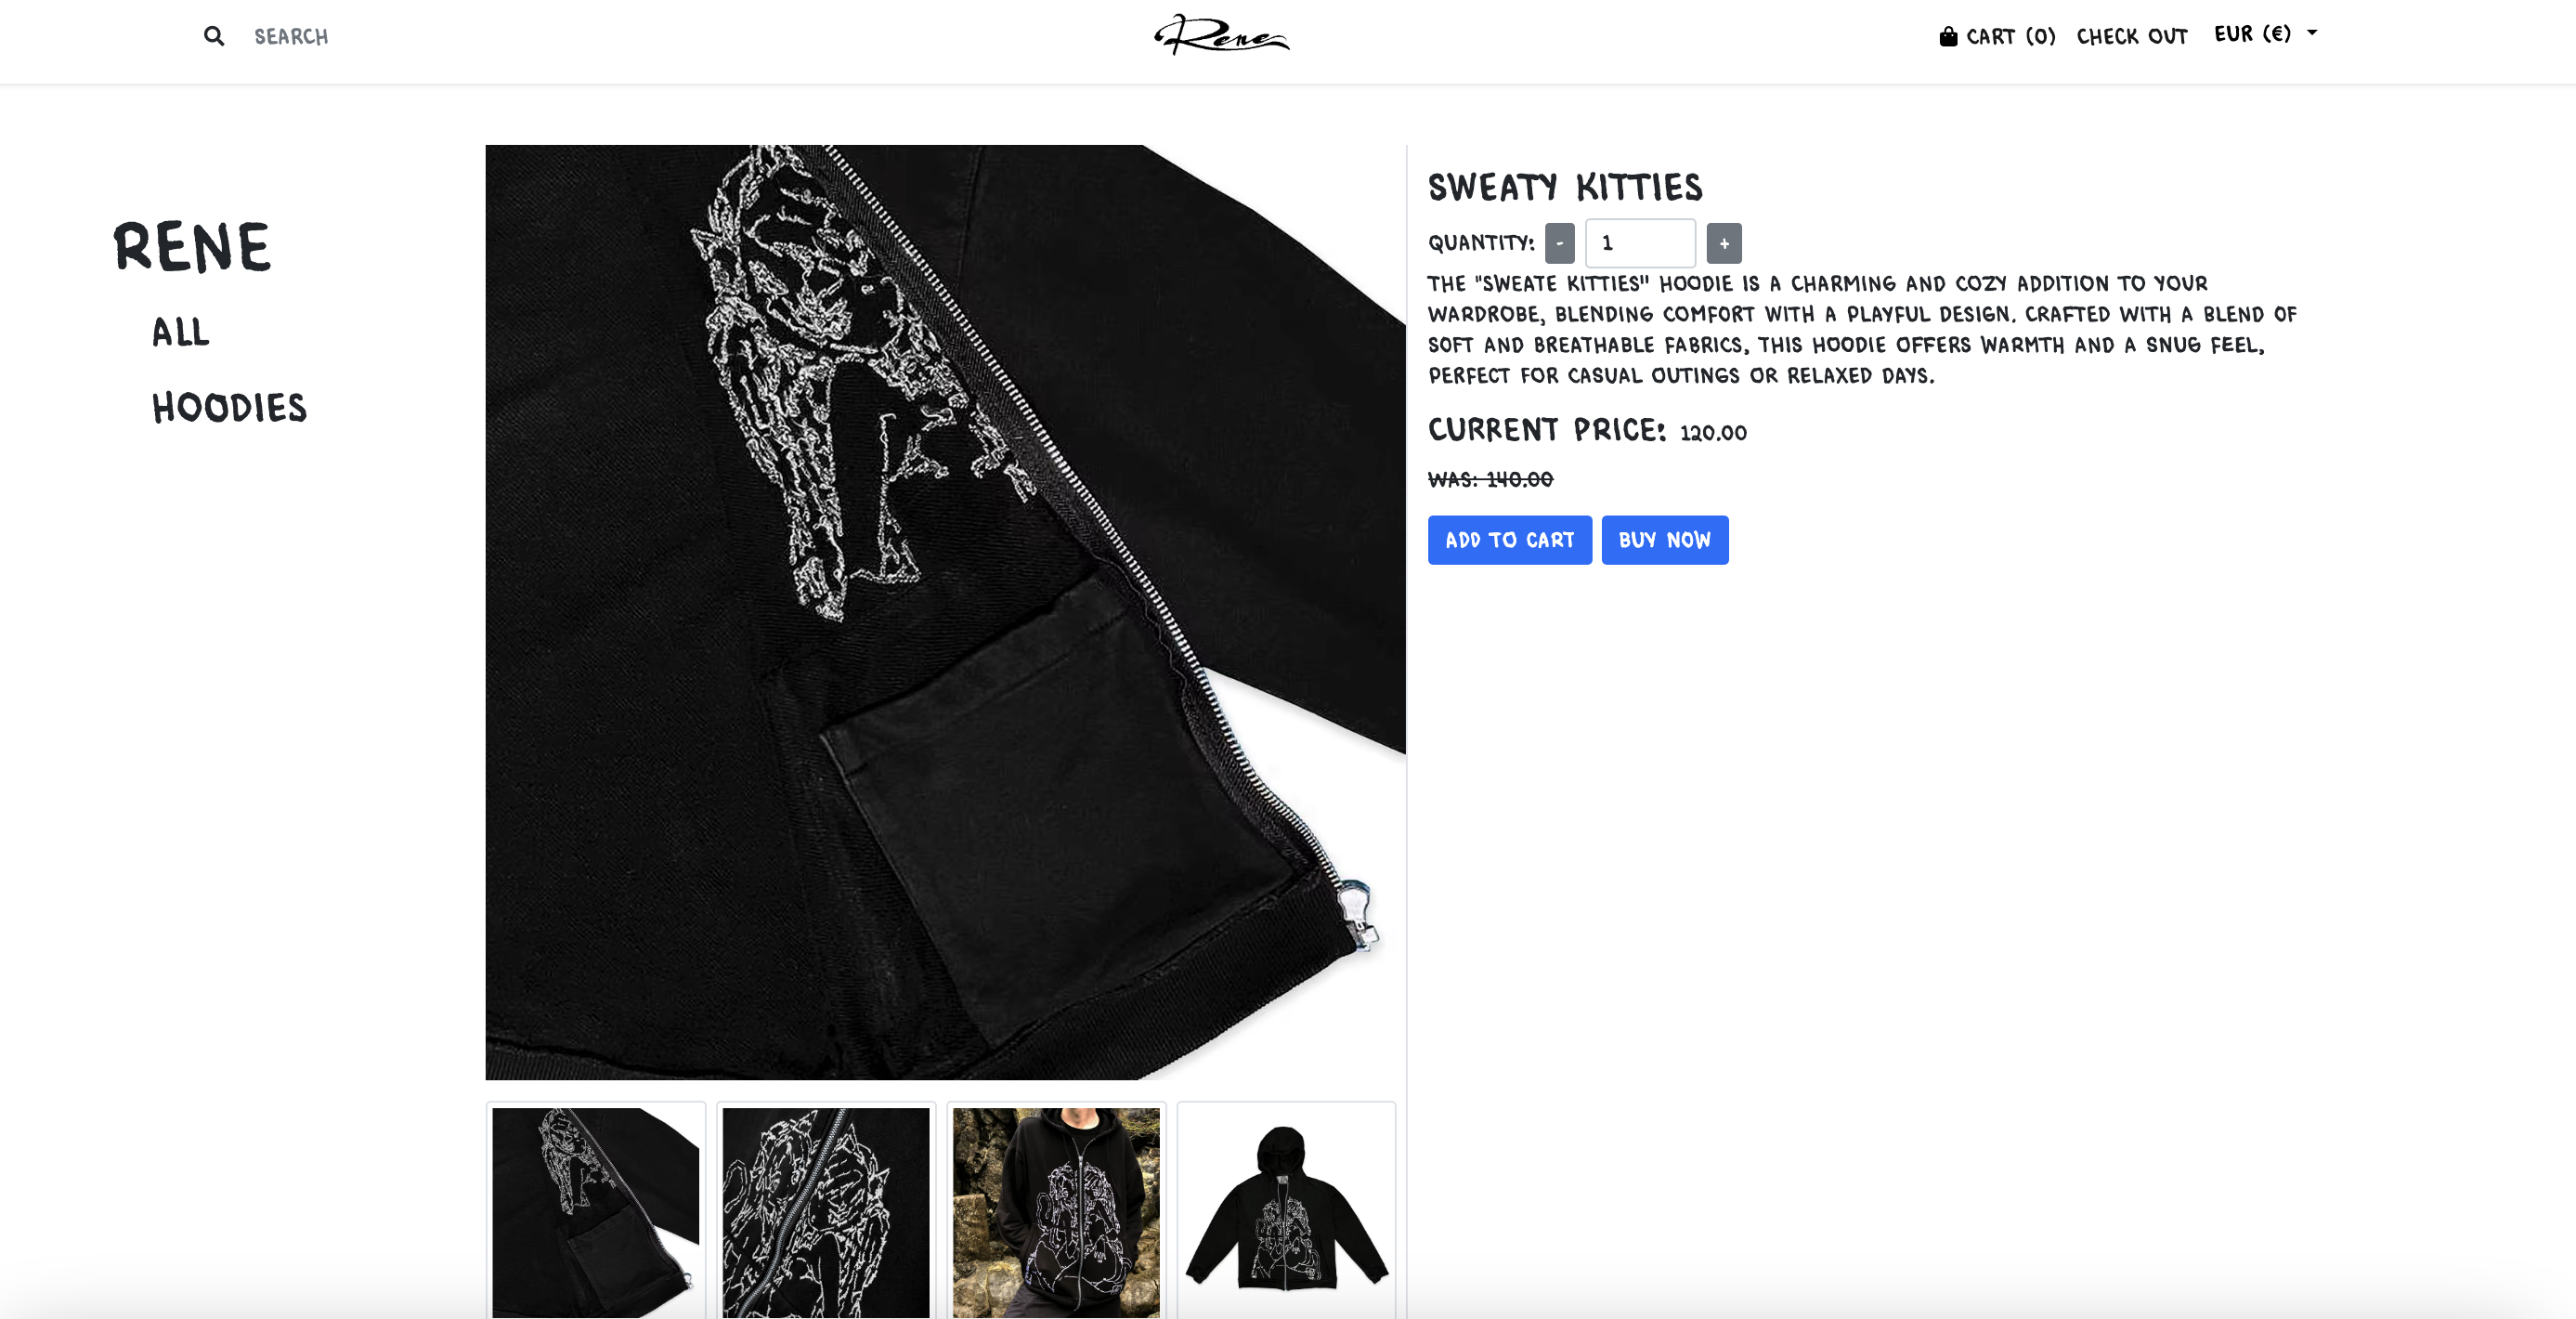 SEARCH
Rene
CART (0)
CHECK OUT
EUR (€)
RENE
ALL
HOODIES
SWEATY KITTIES
QUANTITY: - 1 +
THE "SWEATE KITTIES" HOODIE IS A CHARMING AND COZY ADDITION TO YOUR
WARDROBE, BLENDING COMFORT WITH A PLAYFUL DESIGN. CRAFTED WITH A BLEND OF
SOFT AND BREATHABLE FABRICS, THIS HOODIE OFFERS WARMTH AND A SNUG FEEL,
PERFECT FOR CASUAL OUTINGS OR RELAXED DAYS.
CURRENT PRICE: 120.00
WAS: 140.00
ADD TO CART
BUY NOW